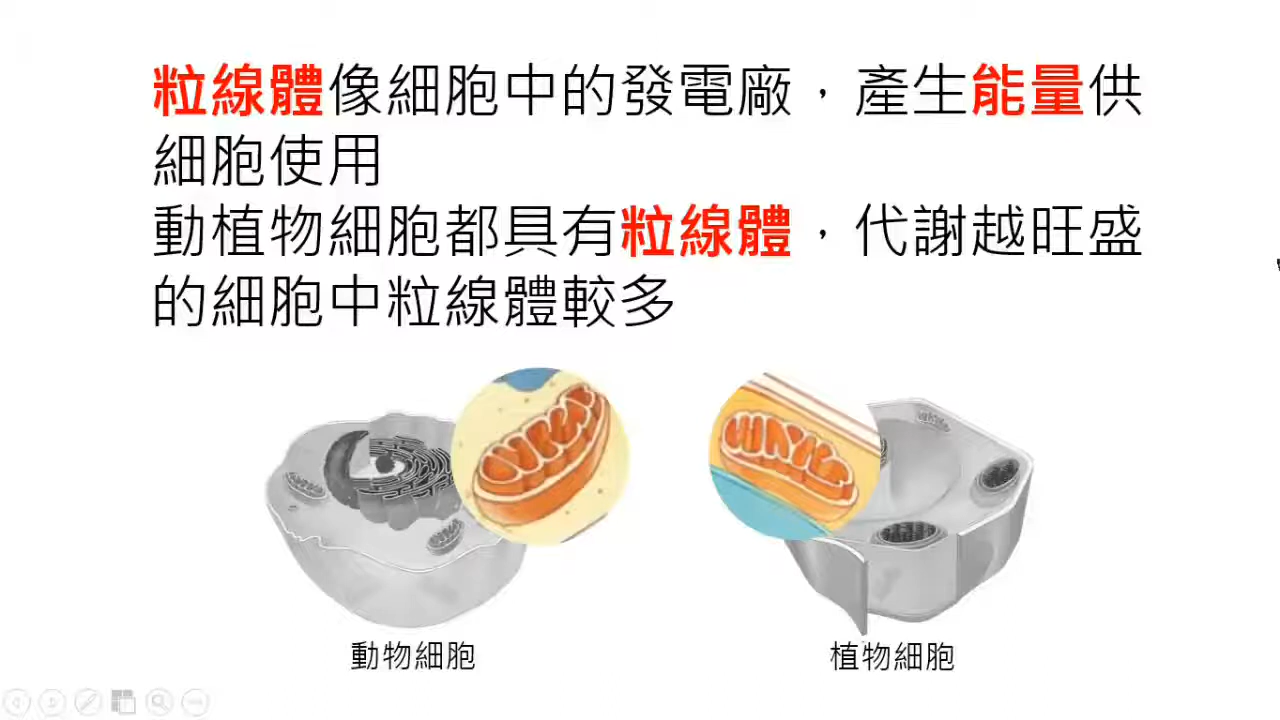 粒線體像細胞中的發電廠，產生能量供
細胞使用
動植物細胞都具有粒線體，代謝越旺盛
的細胞中粒線體較多
動物細胞
植物細胞